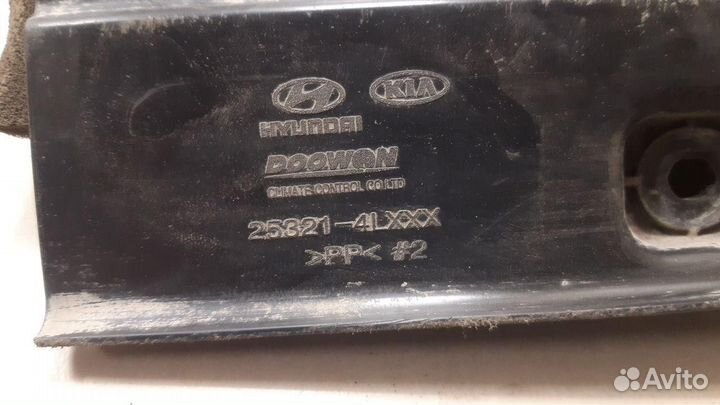 KIA
HYUNDAI
DOOWON
CLIMATE CONTROL CO LTD
25321-4LXXX
>PP< #2
Avito